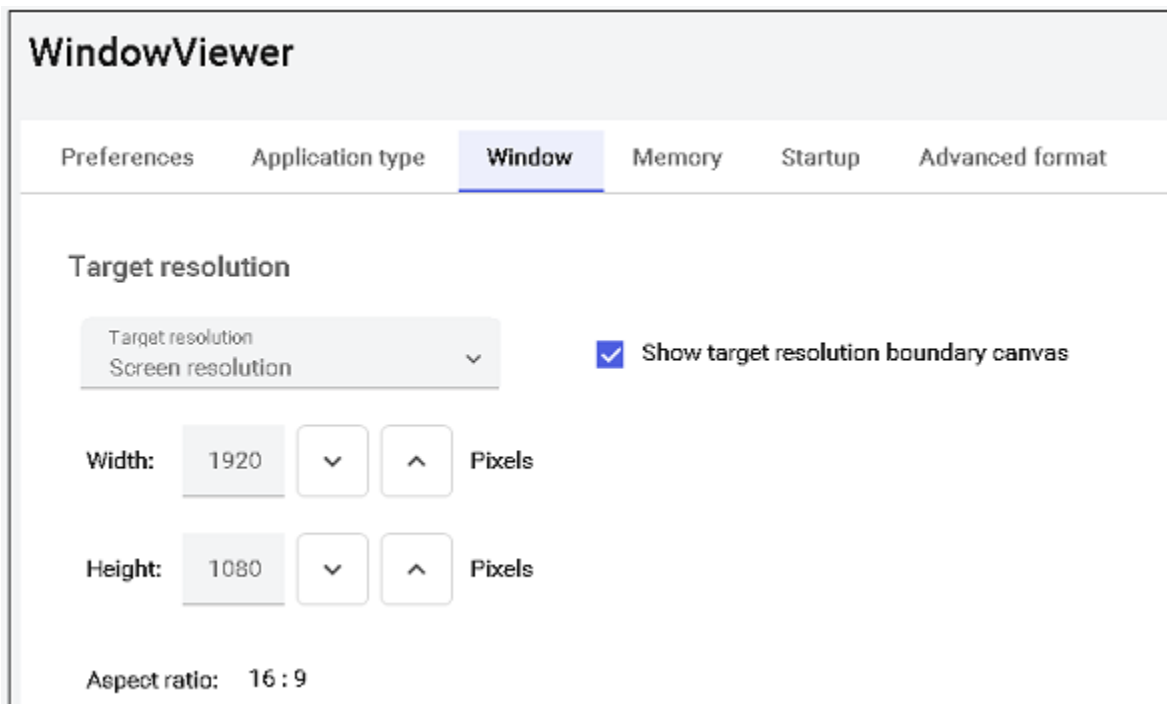 WindowViewer
Preferences Application type Window Memory Startup Advanced format
Target resolution
Target resolution
Screen resolution
Show target resolution boundary canvas
Width: 1920 Pixels
Height: 1080 Pixels
Aspect ratio: 16 : 9